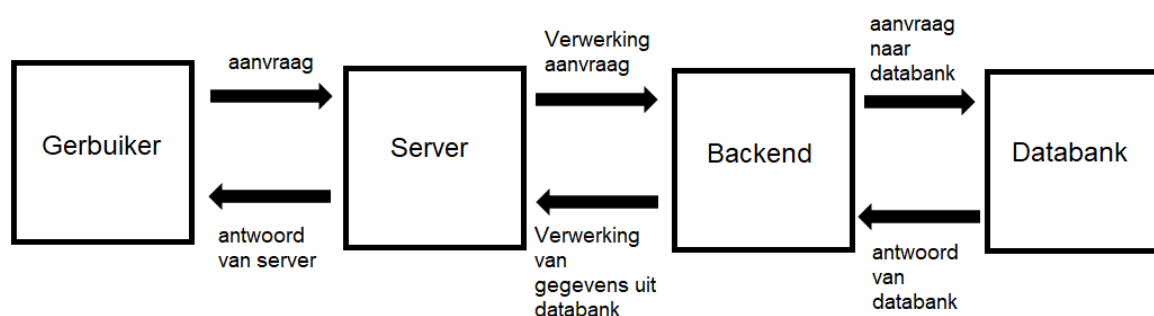 Gerbuiker
aanvraag
antwoord
van server
Server
Verwerking
aanvraag
Verwerking
van
gegevens uit
databank
Backend
aanvraag
naar
databank
antwoord
van
databank
Databank